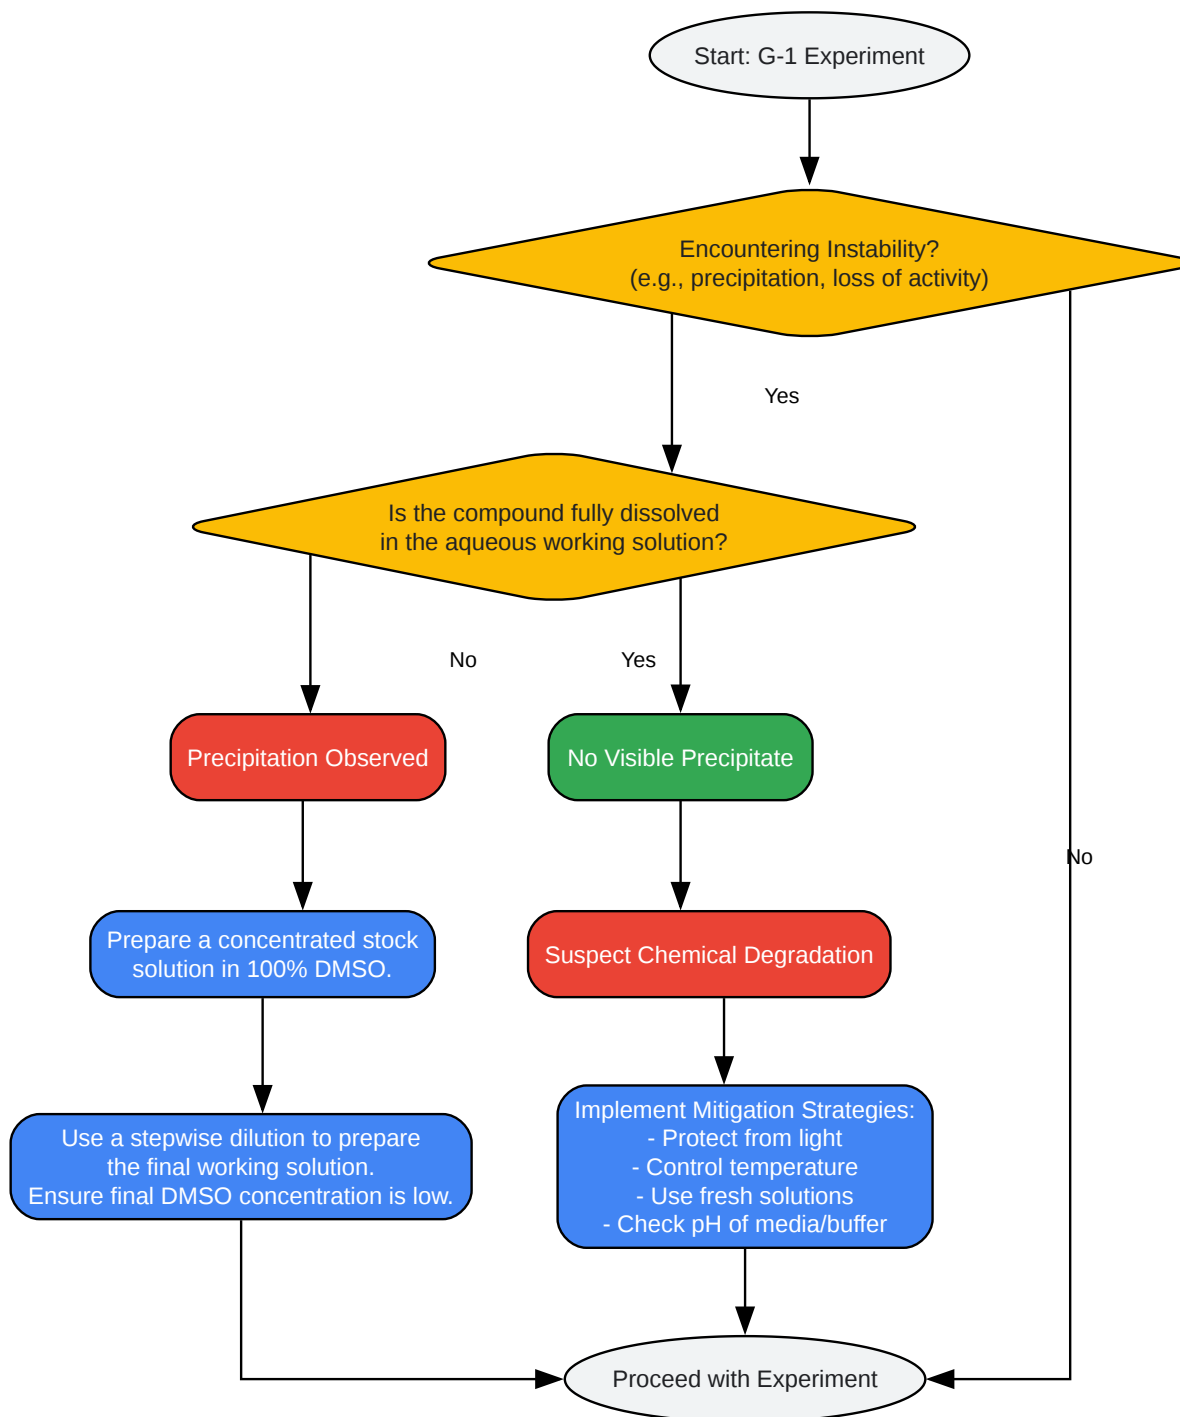 Start: G-1 Experiment
Encountering Instability?
(e.g., precipitation, loss of activity)
Yes
Is the compound fully dissolved
in the aqueous working solution?
No
Yes
Precipitation Observed
No Visible Precipitate
No
Prepare a concentrated stock
solution in 100% DMSO.
Suspect Chemical Degradation
Use a stepwise dilution to prepare
the final working solution.
Ensure final DMSO concentration is low.
Implement Mitigation Strategies:
- Protect from light
- Control temperature
- Use fresh solutions
- Check pH of media/buffer
Proceed with Experiment